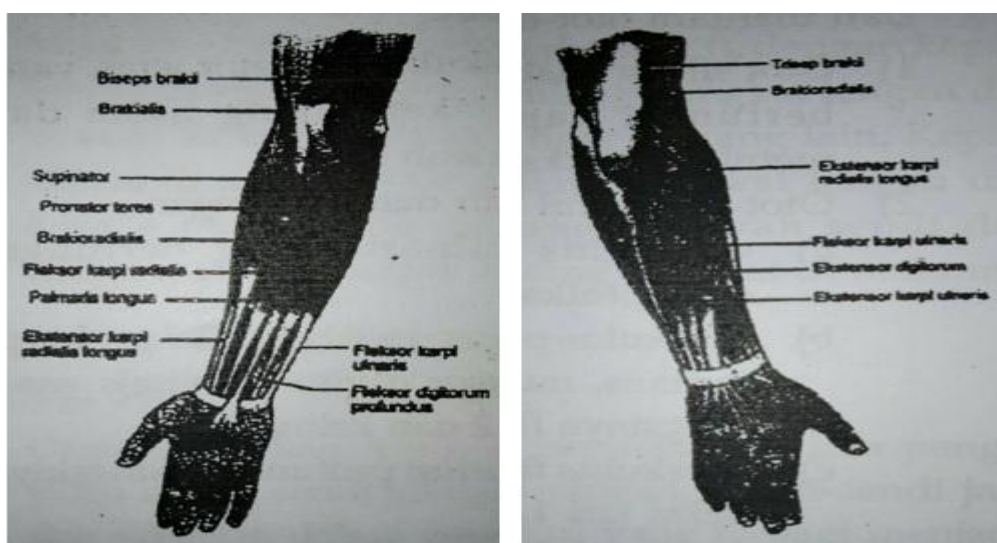 Biseps brakii
Brakialis
Supinator
Pronator teres
Brakioradialis
Fleksor karpi radialis
Palmaris longus
Ekstensor karpi
radialis longus
Fleksor karpi
ulnaris
Fleksor digitorum
profundus
Trisep brakii
Brakioradialis
Ekstensor karpi
radialis longus
Fleksor karpi ulnaris
Ekstensor digitorum
Ekstensor karpi ulnaris